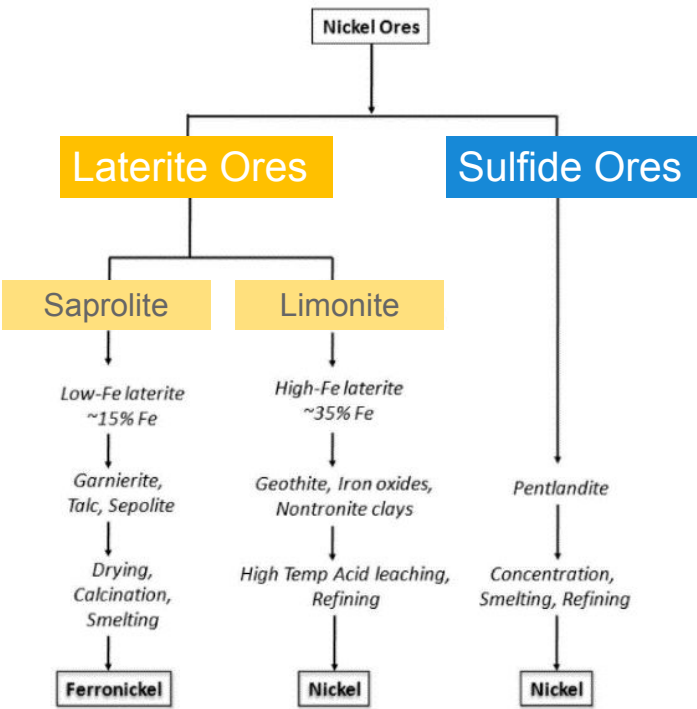 Nickel Ores
Laterite Ores
Sulfide Ores
Saprolite
Limonite
Low-Fe laterite
~15% Fe
High-Fe laterite
~35% Fe
Garnierite,
Talc, Sepolite
Geothite, Iron oxides,
Nontronite clays
Pentlandite
Drying,
Calcination,
Smelting
High Temp Acid leaching,
Refining
Concentration,
Smelting, Refining
Ferronickel
Nickel
Nickel